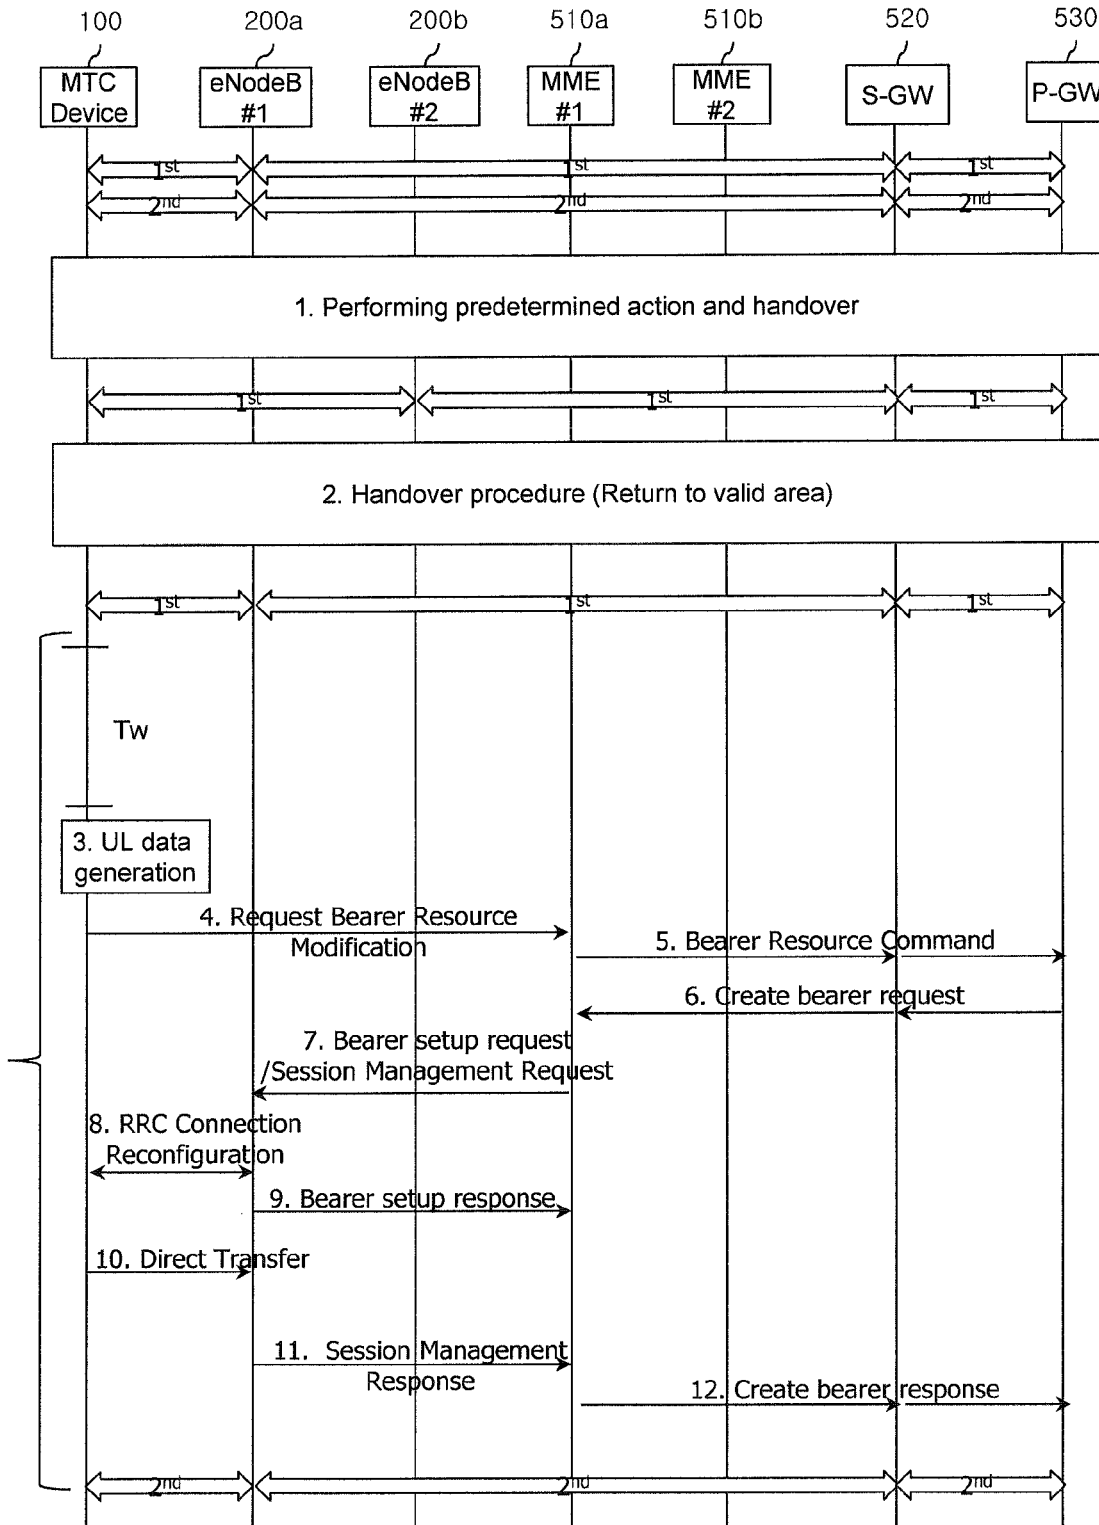 100 200a 200b 510a 510b 520 530
MTC eNodeB eNodeB MME MME S-GW P-GW
Device #1 #2 #1 #2
1st 1st 1st
2nd 2nd 2nd
1. Performing predetermined action and handover
1st 1st 1st
2. Handover procedure (Return to valid area)
1st 1st 1st
Tw
3. UL data
generation
4. Request Bearer Resource
Modification
5. Bearer Resource Command
6. Create bearer request
7. Bearer setup request
/Session Management Request
8. RRC Connection
Reconfiguration
9. Bearer setup response
10. Direct Transfer
11. Session Management
Response
12. Create bearer response
2nd 2nd 2nd